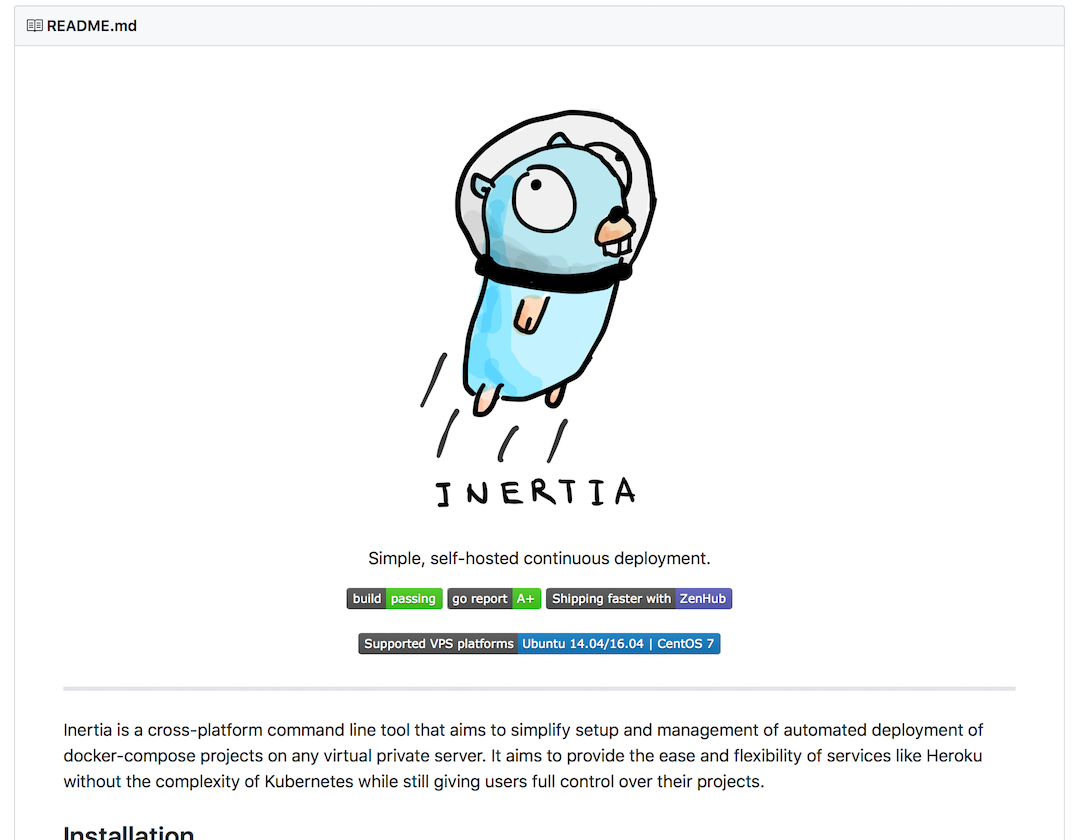 README.md
INERTIA
Simple, self-hosted continuous deployment.
build passing go report A+ Shipping faster with ZenHub
Supported VPS platforms Ubuntu 14.04/16.04 | CentOS 7
Inertia is a cross-platform command line tool that aims to simplify setup and management of automated deployment of
docker-compose projects on any virtual private server. It aims to provide the ease and flexibility of services like Heroku
without the complexity of Kubernetes while still giving users full control over their projects.
Installation